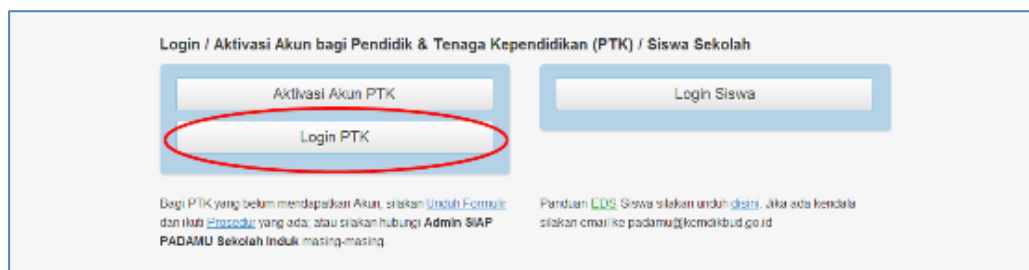 Login / Aktivasi Akun bagi Pendidik & Tenaga Kependidikan (PTK) / Siswa Sekolah
Aktivasi Akun PTK
Login PTK
Login Siswa
Bagi PTK yang belum mendapatkan Akun, silakan Unduh Formulir
dan ikuti Prosedur yang ada; atau silakan hubungi Admin SIAP
PADAMU Sekolah Induk masing-masing
Panduan EDS Siswa silakan unduh disini. Jika ada kendala
silakan email ke padamu@kemdikbud.go.id